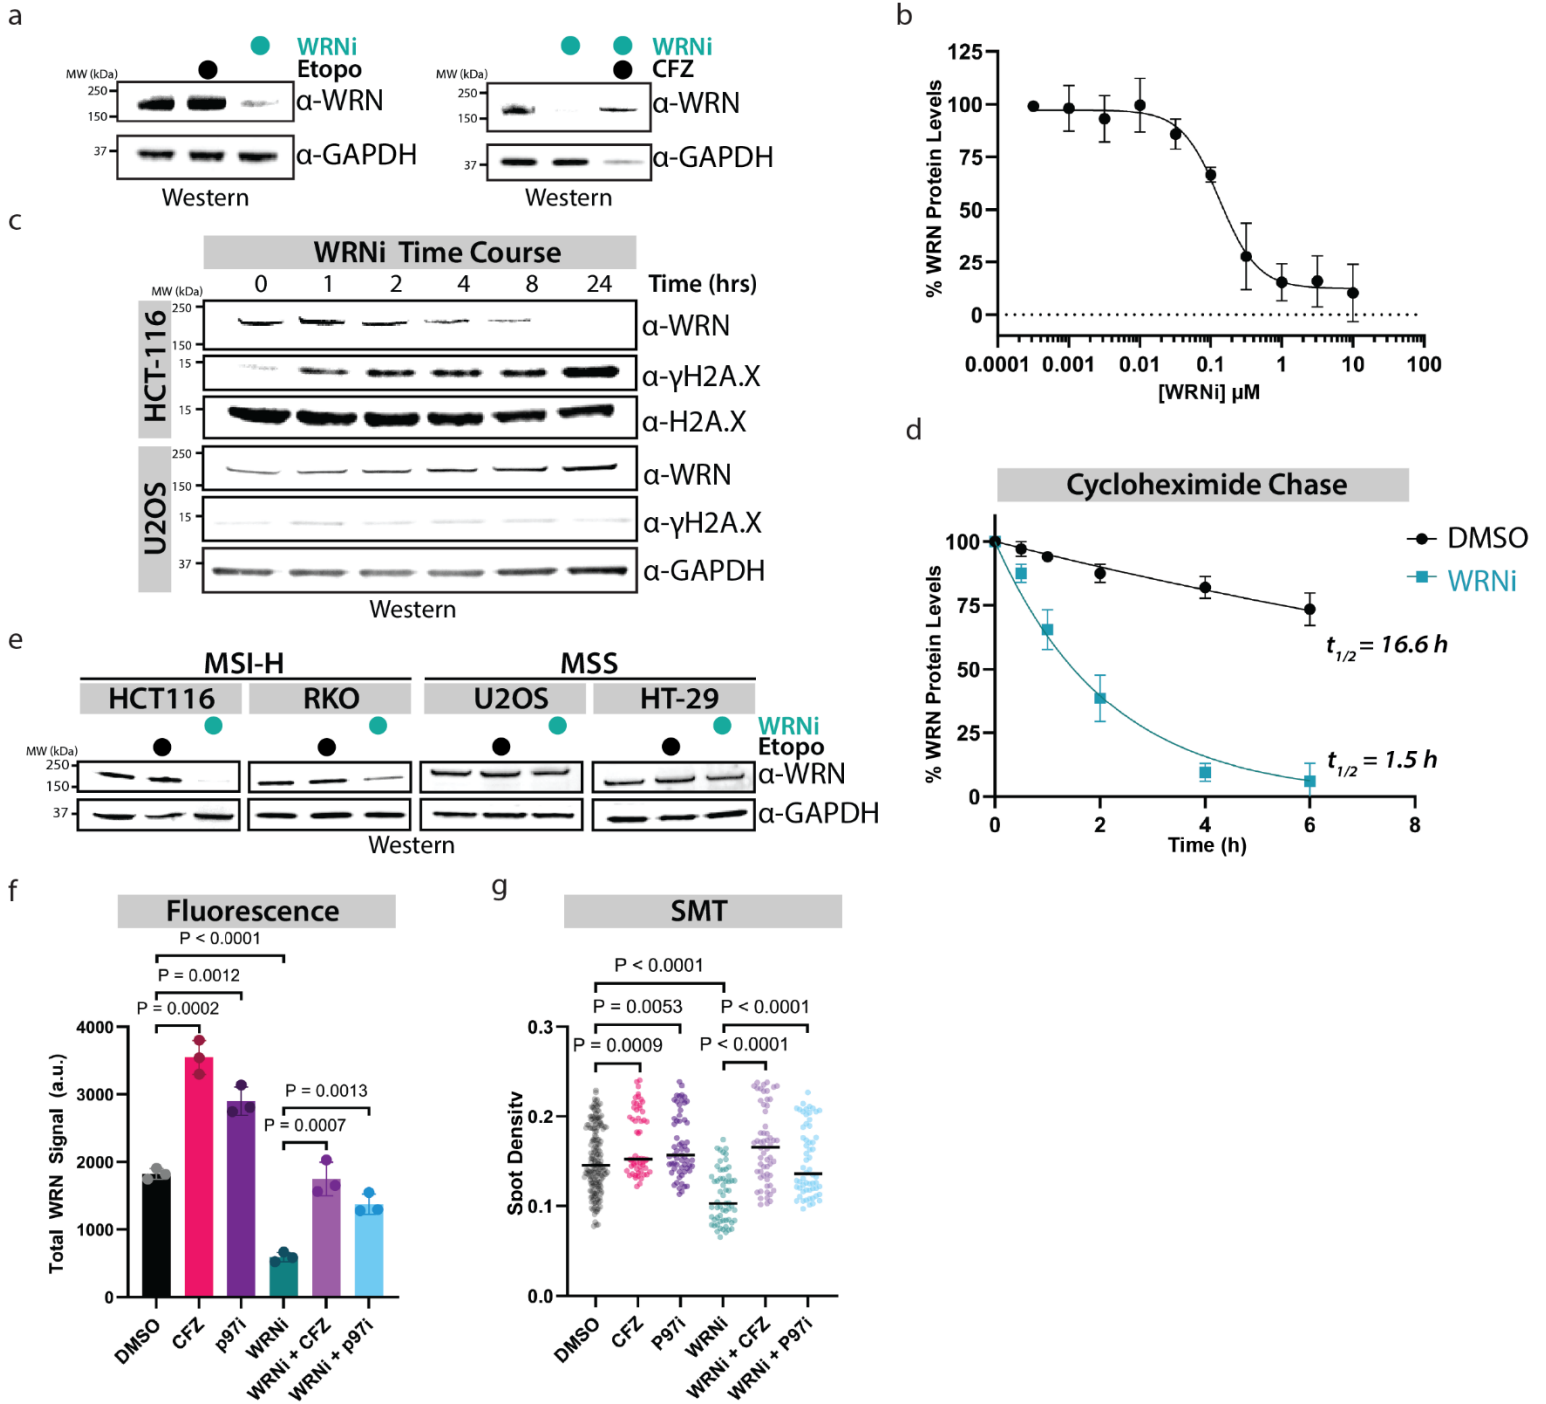 a
WRNi
Etopo
MW (kDa)
250
150
α-WRN
37
α-GAPDH
Western
WRNi
CFZ
MW (kDa)
250
150
α-WRN
37
α-GAPDH
Western
b
% WRN Protein Levels
125
100
75
50
25
0
0.0001 0.001 0.01 0.1 1 10 100
[WRNi] µM
c
WRNi Time Course
0 1 2 4 8 24 Time (hrs)
MW (kDa)
HCT-116
250
150
α-WRN
15
α-γH2A.X
15
α-H2A.X
U2OS
250
150
α-WRN
15
α-γH2A.X
37
α-GAPDH
Western
d
Cycloheximide Chase
% WRN Protein Levels
100
75
50
25
0
0 2 4 6 8
Time (h)
DMSO
WRNi
t1/2 = 16.6 h
t1/2 = 1.5 h
e
MSI-H MSS
HCT116 RKO U2OS HT-29
WRNi
Etopo
MW (kDa)
250
150
α-WRN
37
α-GAPDH
Western
f
Fluorescence
P < 0.0001
P = 0.0012
P = 0.0002
P = 0.0013
P = 0.0007
Total WRN Signal (a.u.)
4000
3000
2000
1000
0
DMSO
CFZ
p97i
WRNi
WRNi + CFZ
WRNi + p97i
g
SMT
P < 0.0001
P = 0.0053 P < 0.0001
P = 0.0009 P < 0.0001
Spot Density
0.3
0.2
0.1
0.0
DMSO
CFZ
P97i
WRNi
WRNi + CFZ
WRNi + P97i